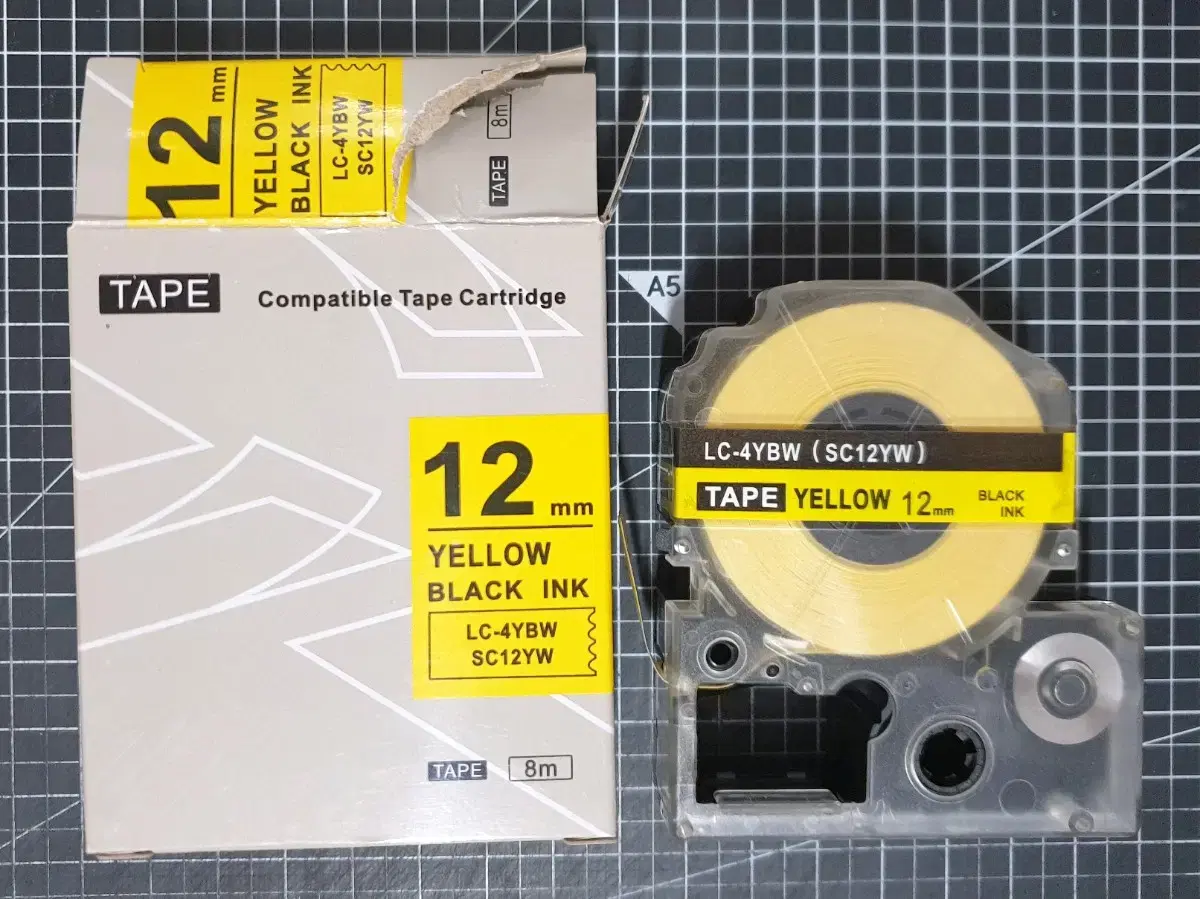 12 mm
YELLOW
BLACK INK
LC-4YBW
SC12YW
TAPE 8m
TAPE
Compatible Tape Cartridge
12 mm
YELLOW
BLACK INK
LC-4YBW
SC12YW
TAPE 8m
A5
LC-4YBW (SC12YW)
TAPE YELLOW 12mm BLACK
INK